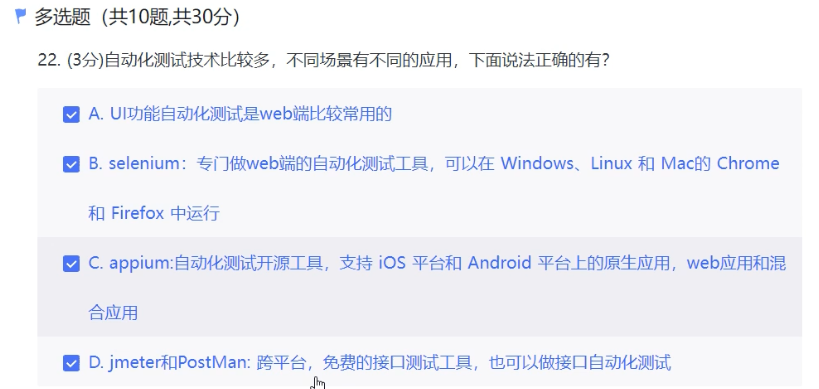 多选题（共10题,共30分）
22. (3分)自动化测试技术比较多，不同场景有不同的应用，下面说法正确的有？
A. UI功能自动化测试是web端比较常用的
B. selenium：专门做web端的自动化测试工具，可以在 Windows、Linux 和 Mac的 Chrome
和 Firefox 中运行
C. appium:自动化测试开源工具，支持 iOS 平台和 Android 平台上的原生应用，web应用和混
合应用
D. jmeter和PostMan: 跨平台，免费的接口测试工具，也可以做接口自动化测试